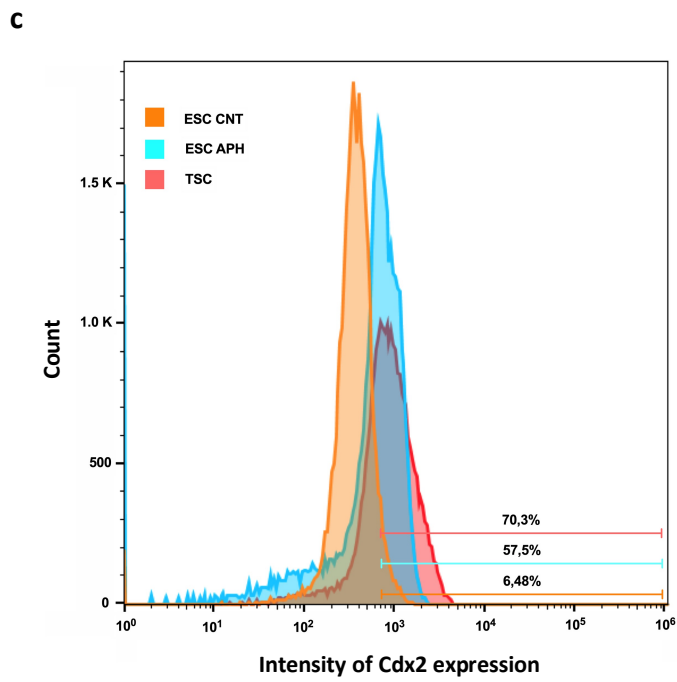 c
ESC CNT
ESC APH
TSC
1.5 K
1.0 K
500
0
Count
70,3%
57,5%
6,48%
10⁰ 10¹ 10² 10³ 10⁴ 10⁵ 10⁶
Intensity of Cdx2 expression